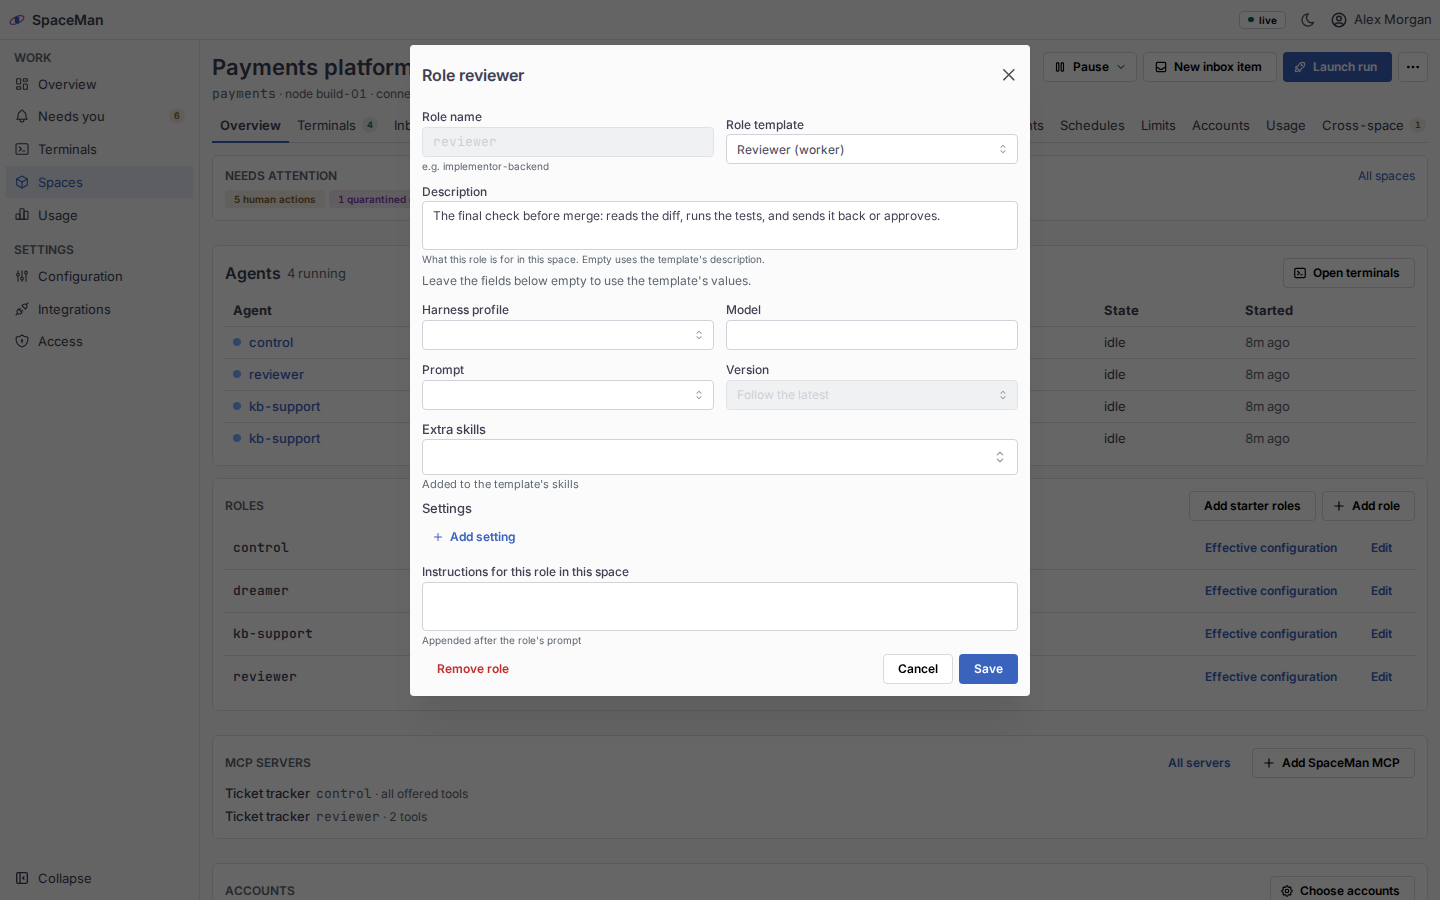 SpaceMan
live
Alex Morgan
WORK
Overview
Needs you
6
Terminals
Spaces
Usage
SETTINGS
Configuration
Integrations
Access
Collapse
Payments platform
Pause
New inbox item
Launch run
payments · node build-01 ·
Overview
Terminals 4
Schedules
Limits
Accounts
Usage
Cross-space 1
NEEDS ATTENTION
All spaces
5 human actions
1 quarantined
Agents 4 running
Open terminals
Agent
State
Started
control
idle
8m ago
reviewer
idle
8m ago
kb-support
idle
8m ago
kb-support
idle
8m ago
ROLES
Add starter roles
Add role
control
Effective configuration
Edit
dreamer
Effective configuration
Edit
kb-support
Effective configuration
Edit
reviewer
Effective configuration
Edit
MCP SERVERS
All servers
Add SpaceMan MCP
Ticket tracker control · all offered tools
Ticket tracker reviewer · 2 tools
ACCOUNTS
Choose accounts
Role reviewer
Role name
reviewer
e.g. implementor-backend
Role template
Reviewer (worker)
Description
The final check before merge: reads the diff, runs the tests, and sends it back or approves.
What this role is for in this space. Empty uses the template's description.
Leave the fields below empty to use the template's values.
Harness profile
Model
Prompt
Version
Follow the latest
Extra skills
Added to the template's skills
Settings
Add setting
Instructions for this role in this space
Appended after the role's prompt
Remove role
Cancel
Save